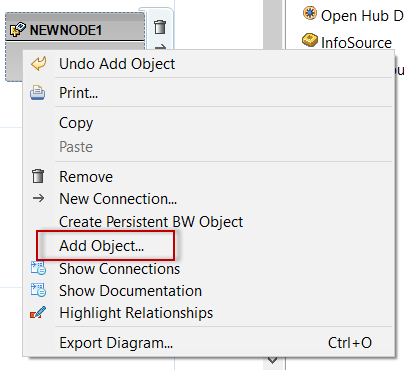 Open Hub D
NEWNODE1
InfoSource
Undo Add Object
Print...
Copy
Paste
Remove
New Connection...
Create Persistent BW Object
Add Object...
Show Connections
Show Documentation
Highlight Relationships
Export Diagram... Ctrl+O